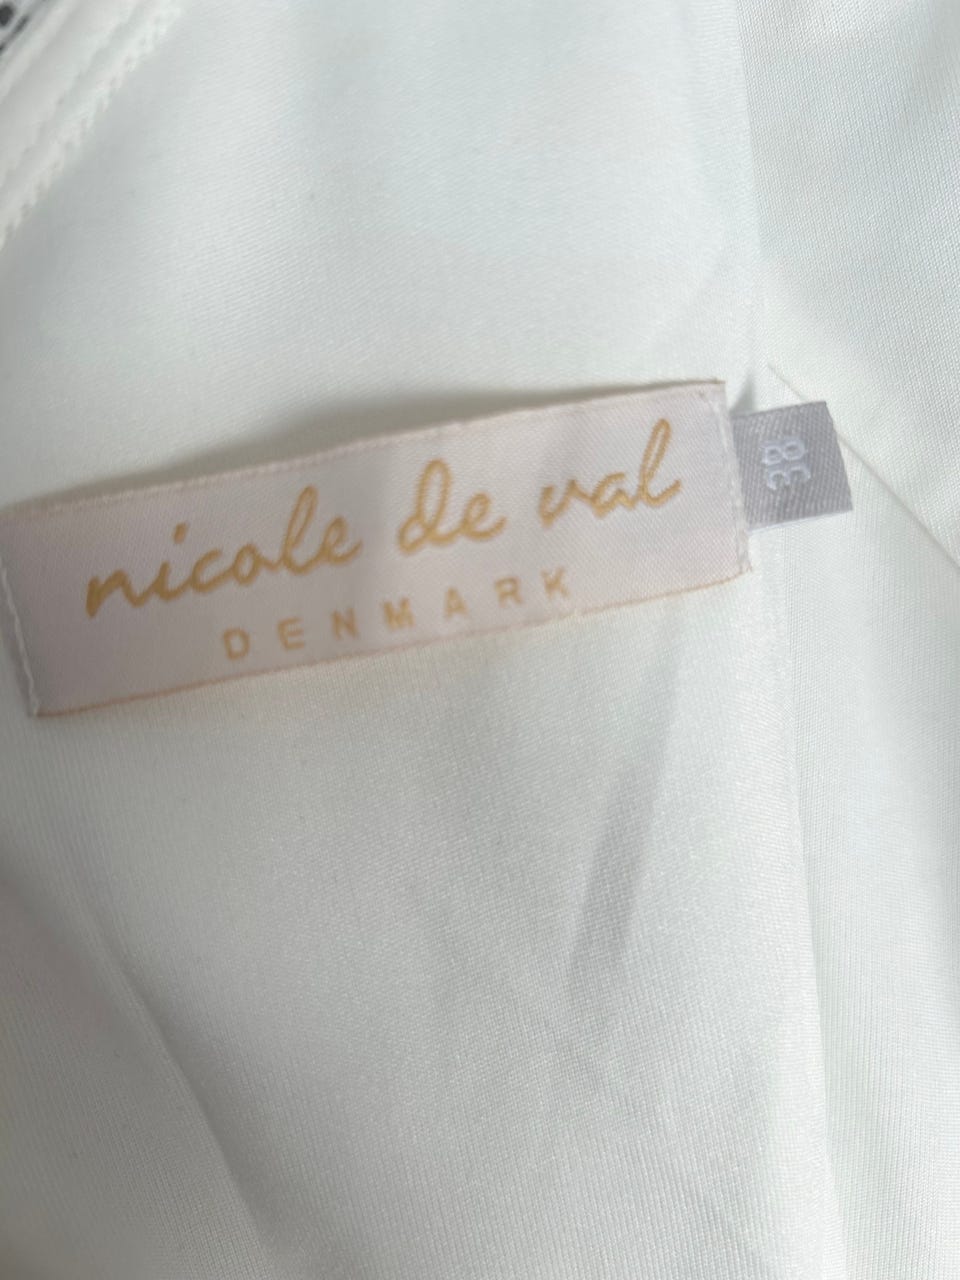 nicole de val
DENMARK
38